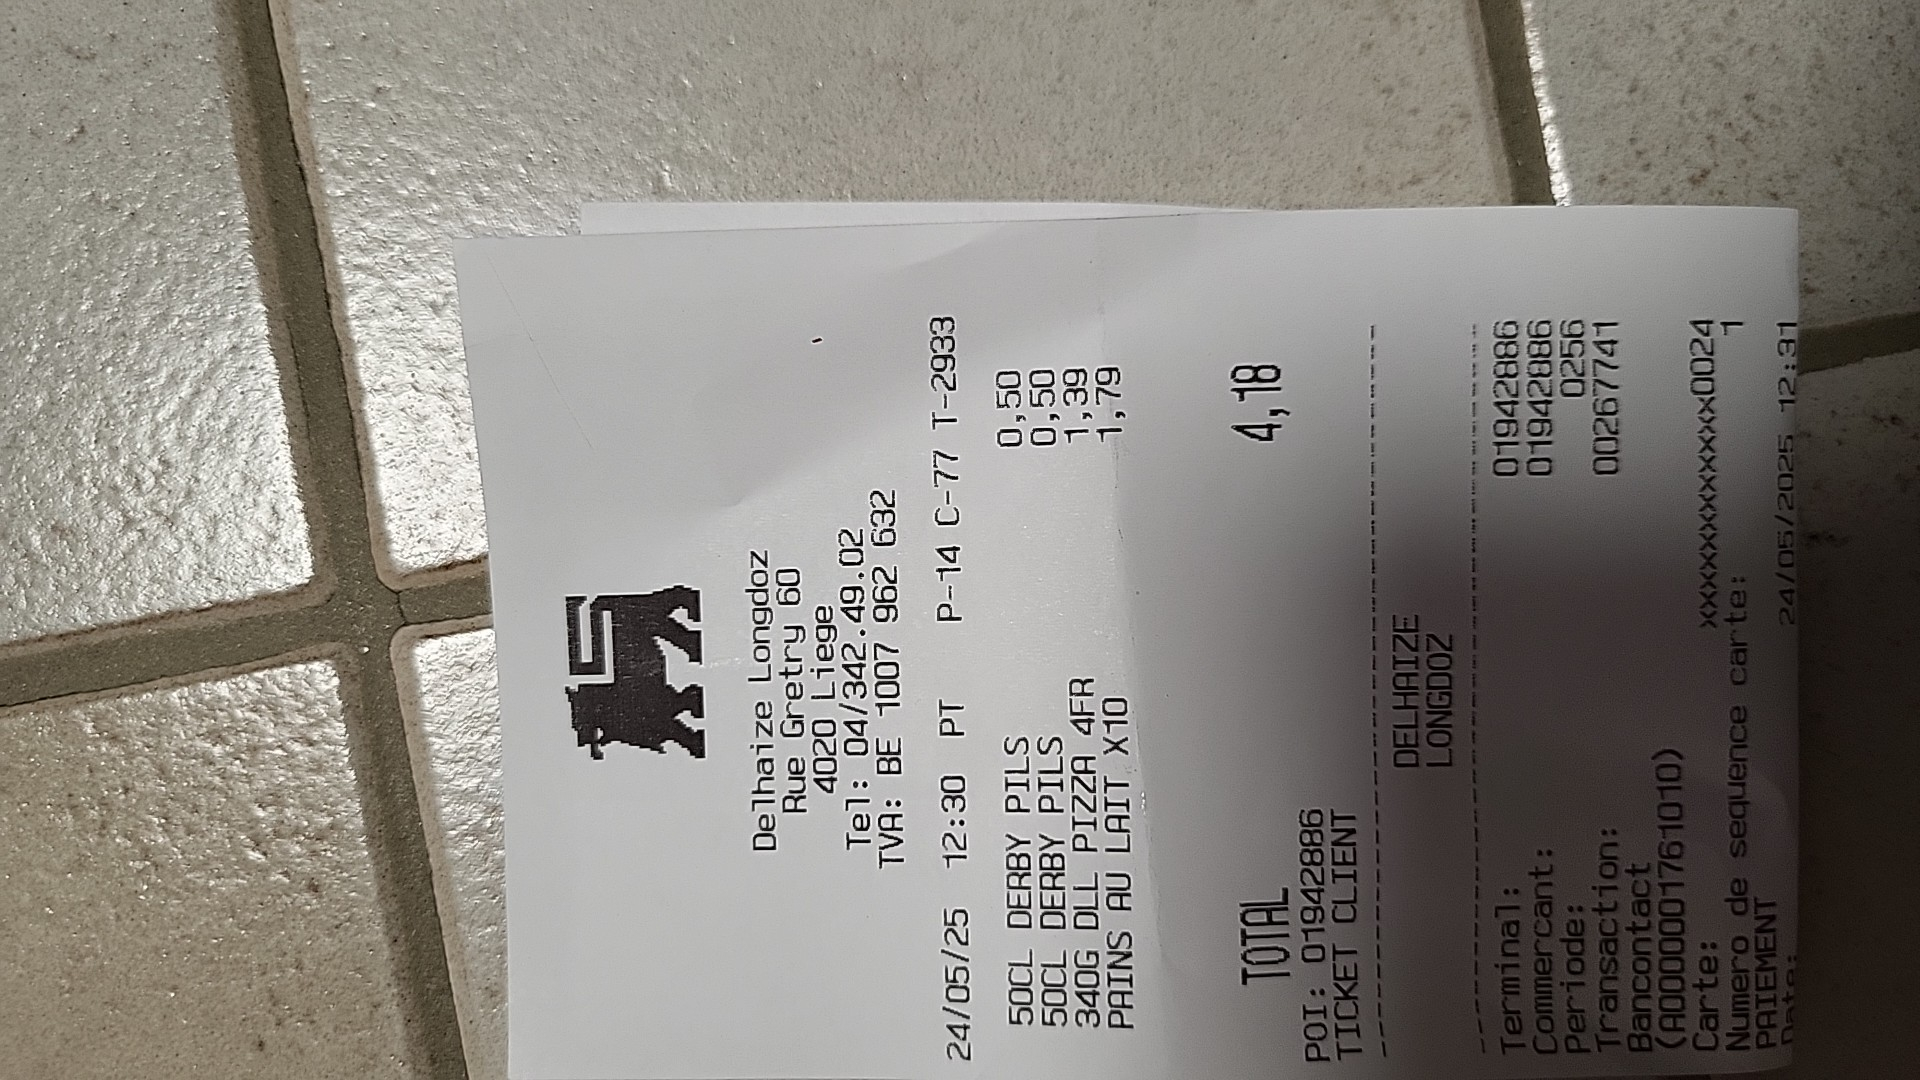 Delhaize Longdoz
Rue Gretry 60
4020 Liege
Tel: 04/342.49.02
TVA: BE 1007 962 632
24/05/25 12:30 PT P-14 C-77 T-2933
50CL DERBY PILS 0,50
50CL DERBY PILS 0,50
340G DLL PIZZA 4FR 1,39
PAINS AU LAIT X10 1,79
TOTAL 4,18
POI: 01942886
TICKET CLIENT
--------------------------------
DELHAIZE
LONGDOZ
--------------------------------
Terminal: 01942886
Commercant: 01942886
Periode: 0256
Transaction: 00267741
Bancontact
(A0000001761010)
Carte: xxxxxxxxxxxxx0024
Numero de sequence carte: 1
PAIEMENT
Date: 24/05/2025 12:31